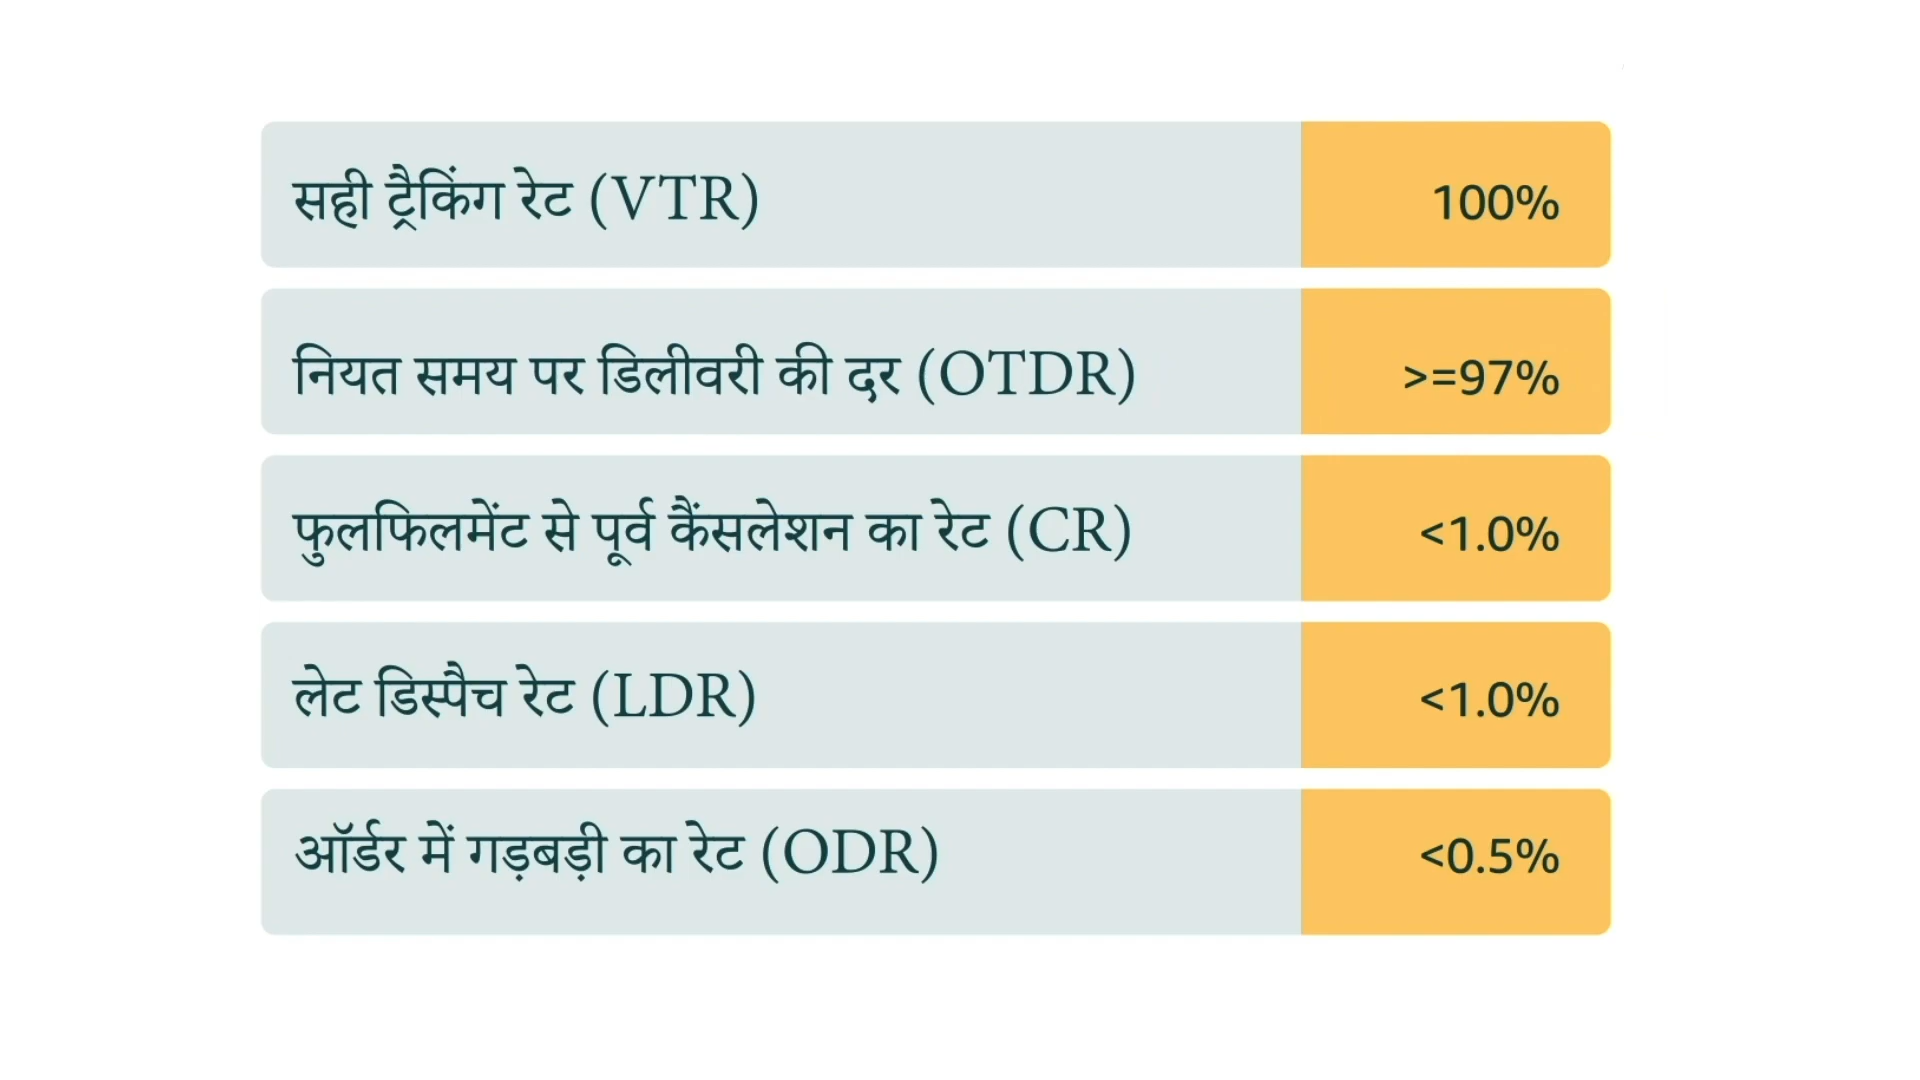 सही ट्रैकिंग रेट (VTR) 100%
नियत समय पर डिलीवरी की दर (OTDR) >=97%
फुलफिलमेंट से पूर्व कैंसलेशन का रेट (CR) <1.0%
लेट डिस्पैच रेट (LDR) <1.0%
ऑर्डर में गड़बड़ी का रेट (ODR) <0.5%